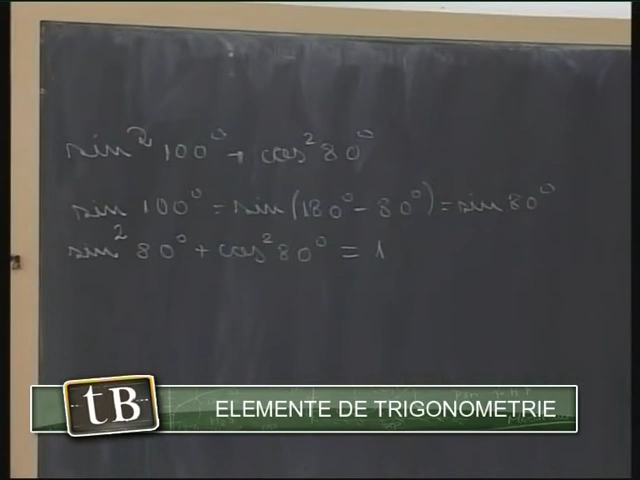 sin² 100° + cos² 80°
sin 100° = sin(180° - 80°) = sin 80°
sin² 80° + cos² 80° = 1
tB
ELEMENTE DE TRIGONOMETRIE